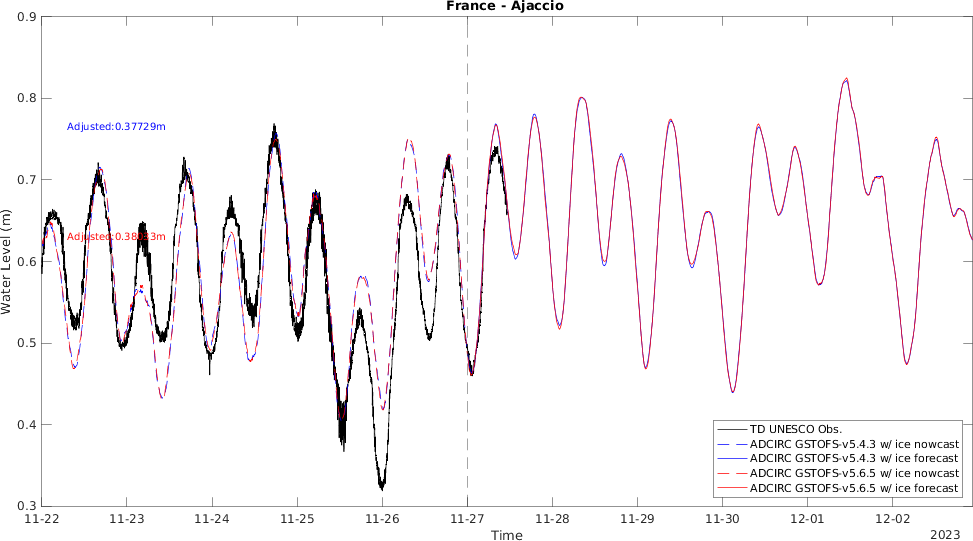 France - Ajaccio
Water Level (m)
0.9
0.8
0.7
0.6
0.5
0.4
0.3
Adjusted:0.37729m
TD UNESCO Obs.
ADCIRC GSTOFS-v5.4.3 w/ ice nowcast
ADCIRC GSTOFS-v5.4.3 w/ ice forecast
ADCIRC GSTOFS-v5.6.5 w/ ice nowcast
ADCIRC GSTOFS-v5.6.5 w/ ice forecast
11-22 11-23 11-24 11-25 11-26 11-27 11-28 11-29 11-30 12-01 12-02
Time
2023